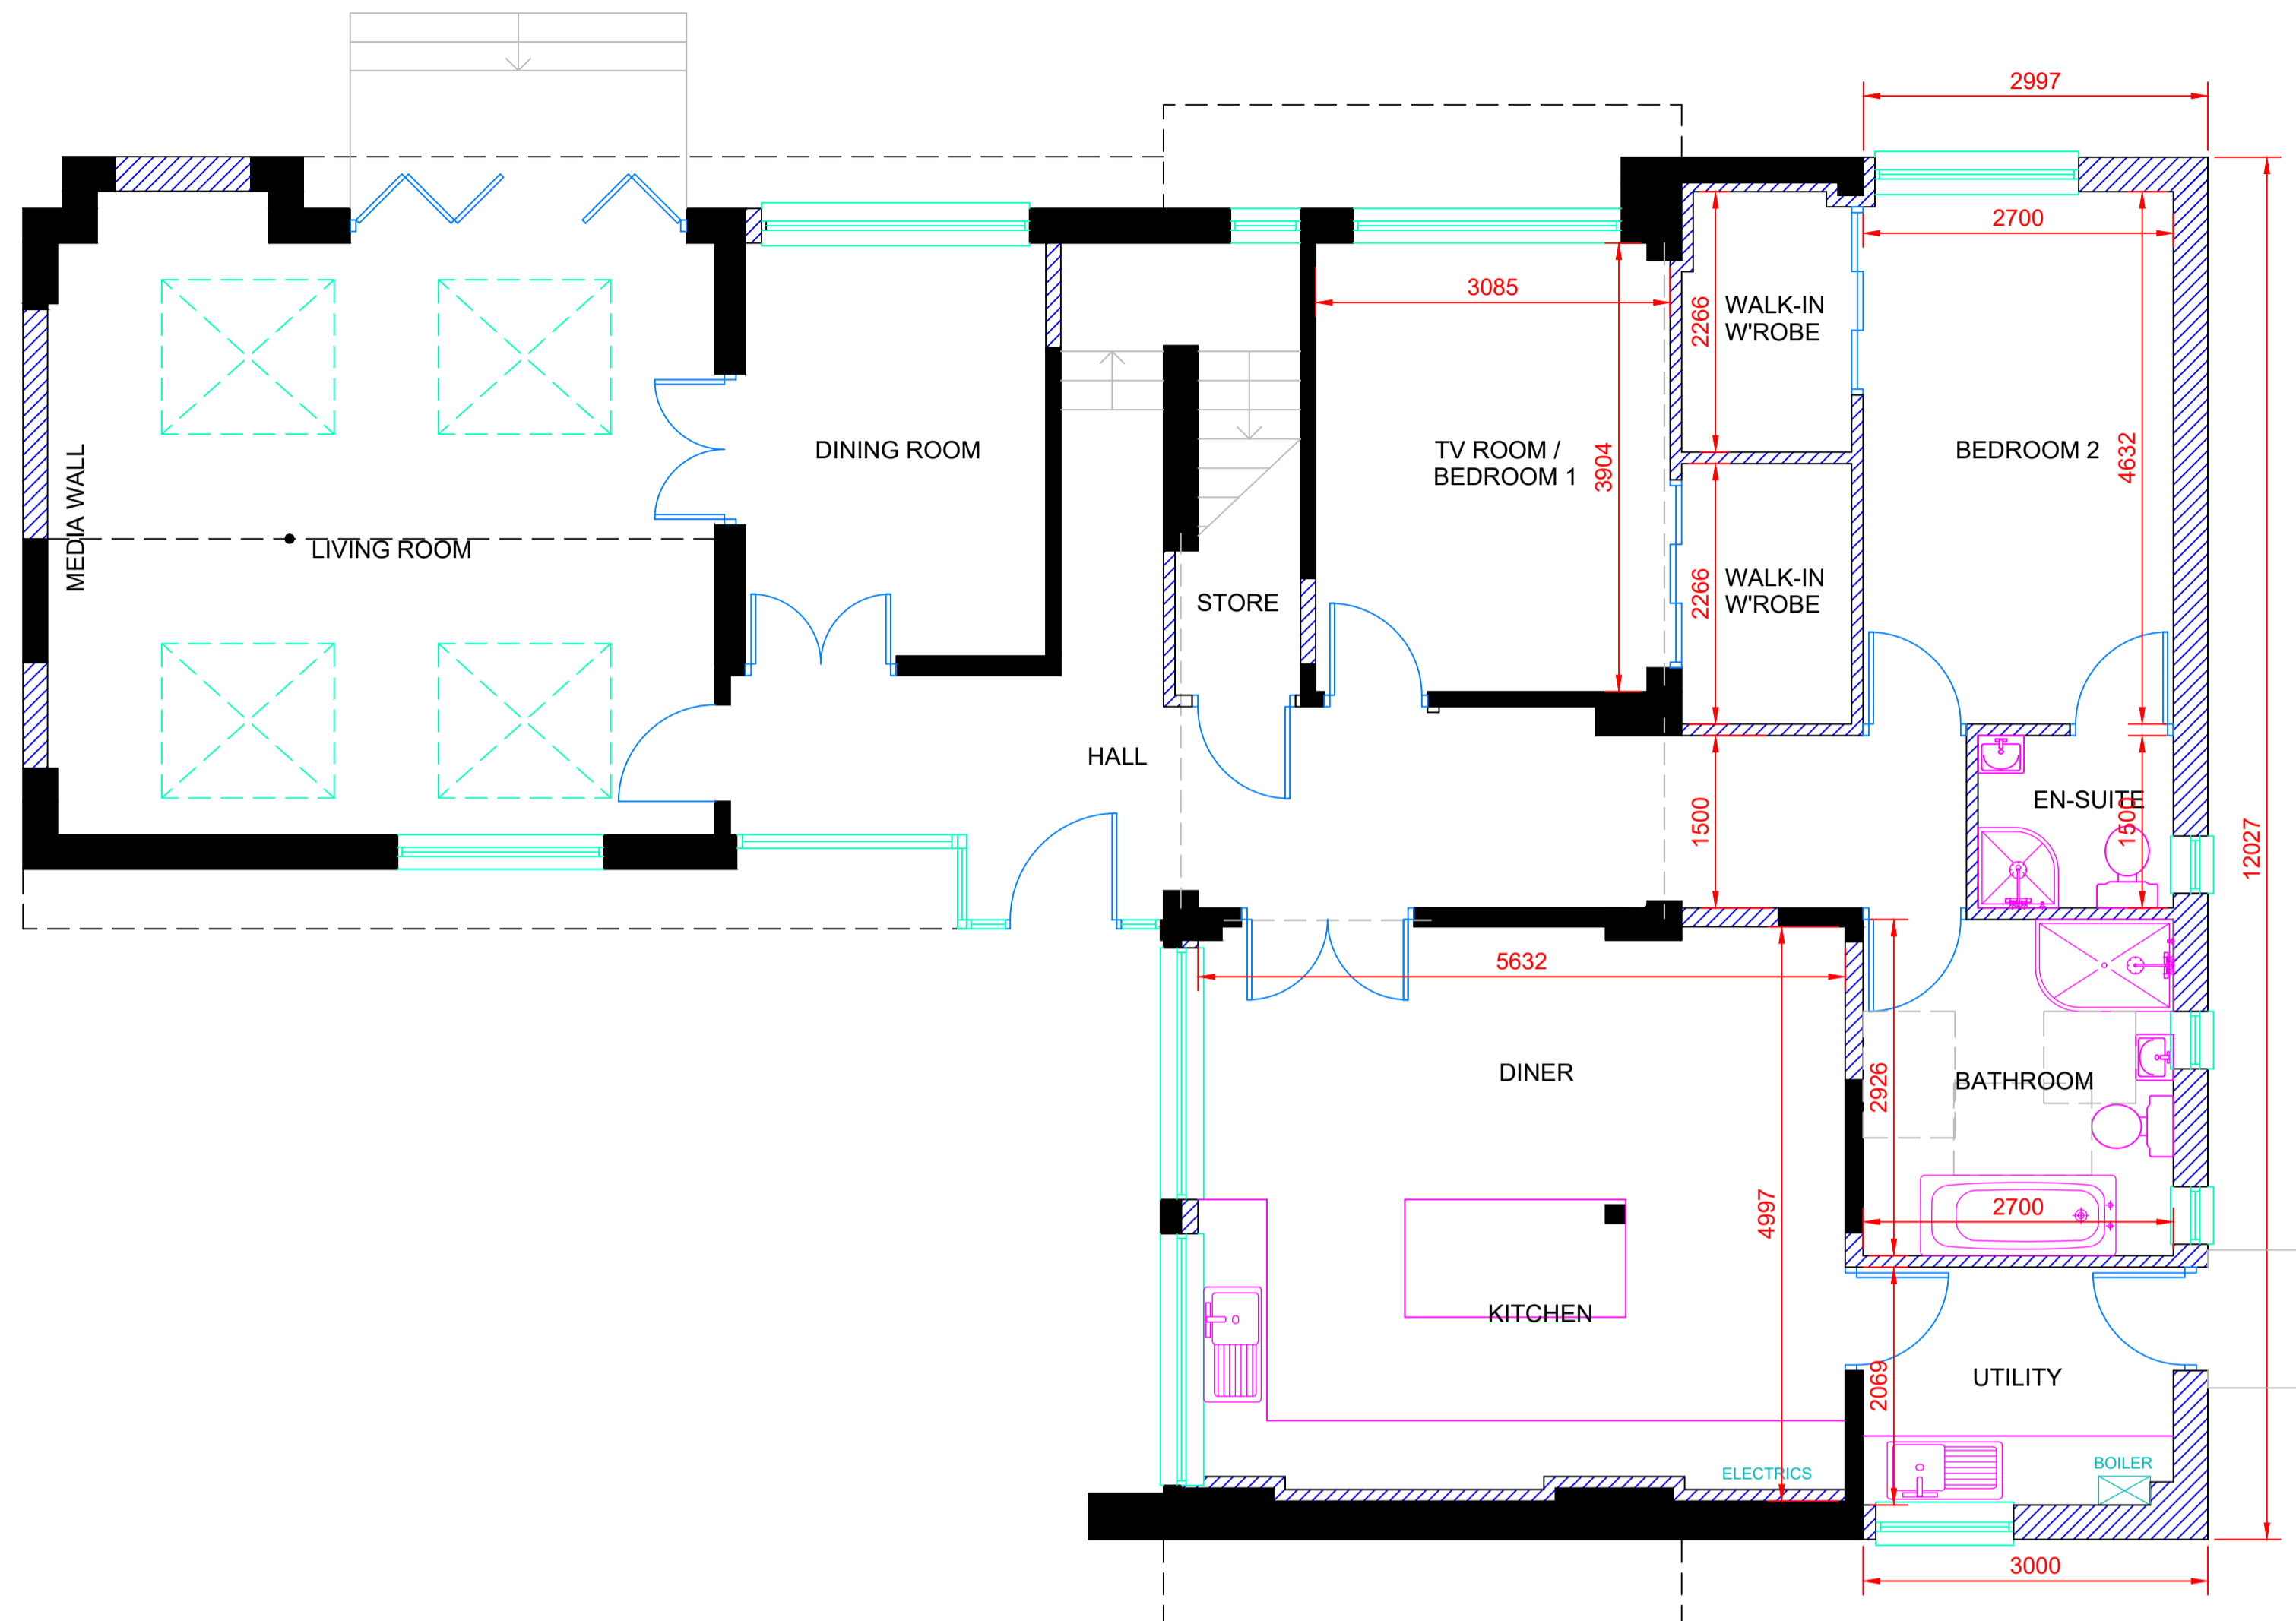 2997
2700
3085
2266
WALK-IN
W'ROBE
MEDIA WALL
LIVING ROOM
DINING ROOM
TV ROOM /
BEDROOM 1
3904
BEDROOM 2
4632
STORE
2266
WALK-IN
W'ROBE
HALL
1500
EN-SUITE
1500
12027
5632
DINER
2926
BATHROOM
4997
2700
KITCHEN
2069
UTILITY
ELECTRICS
BOILER
3000